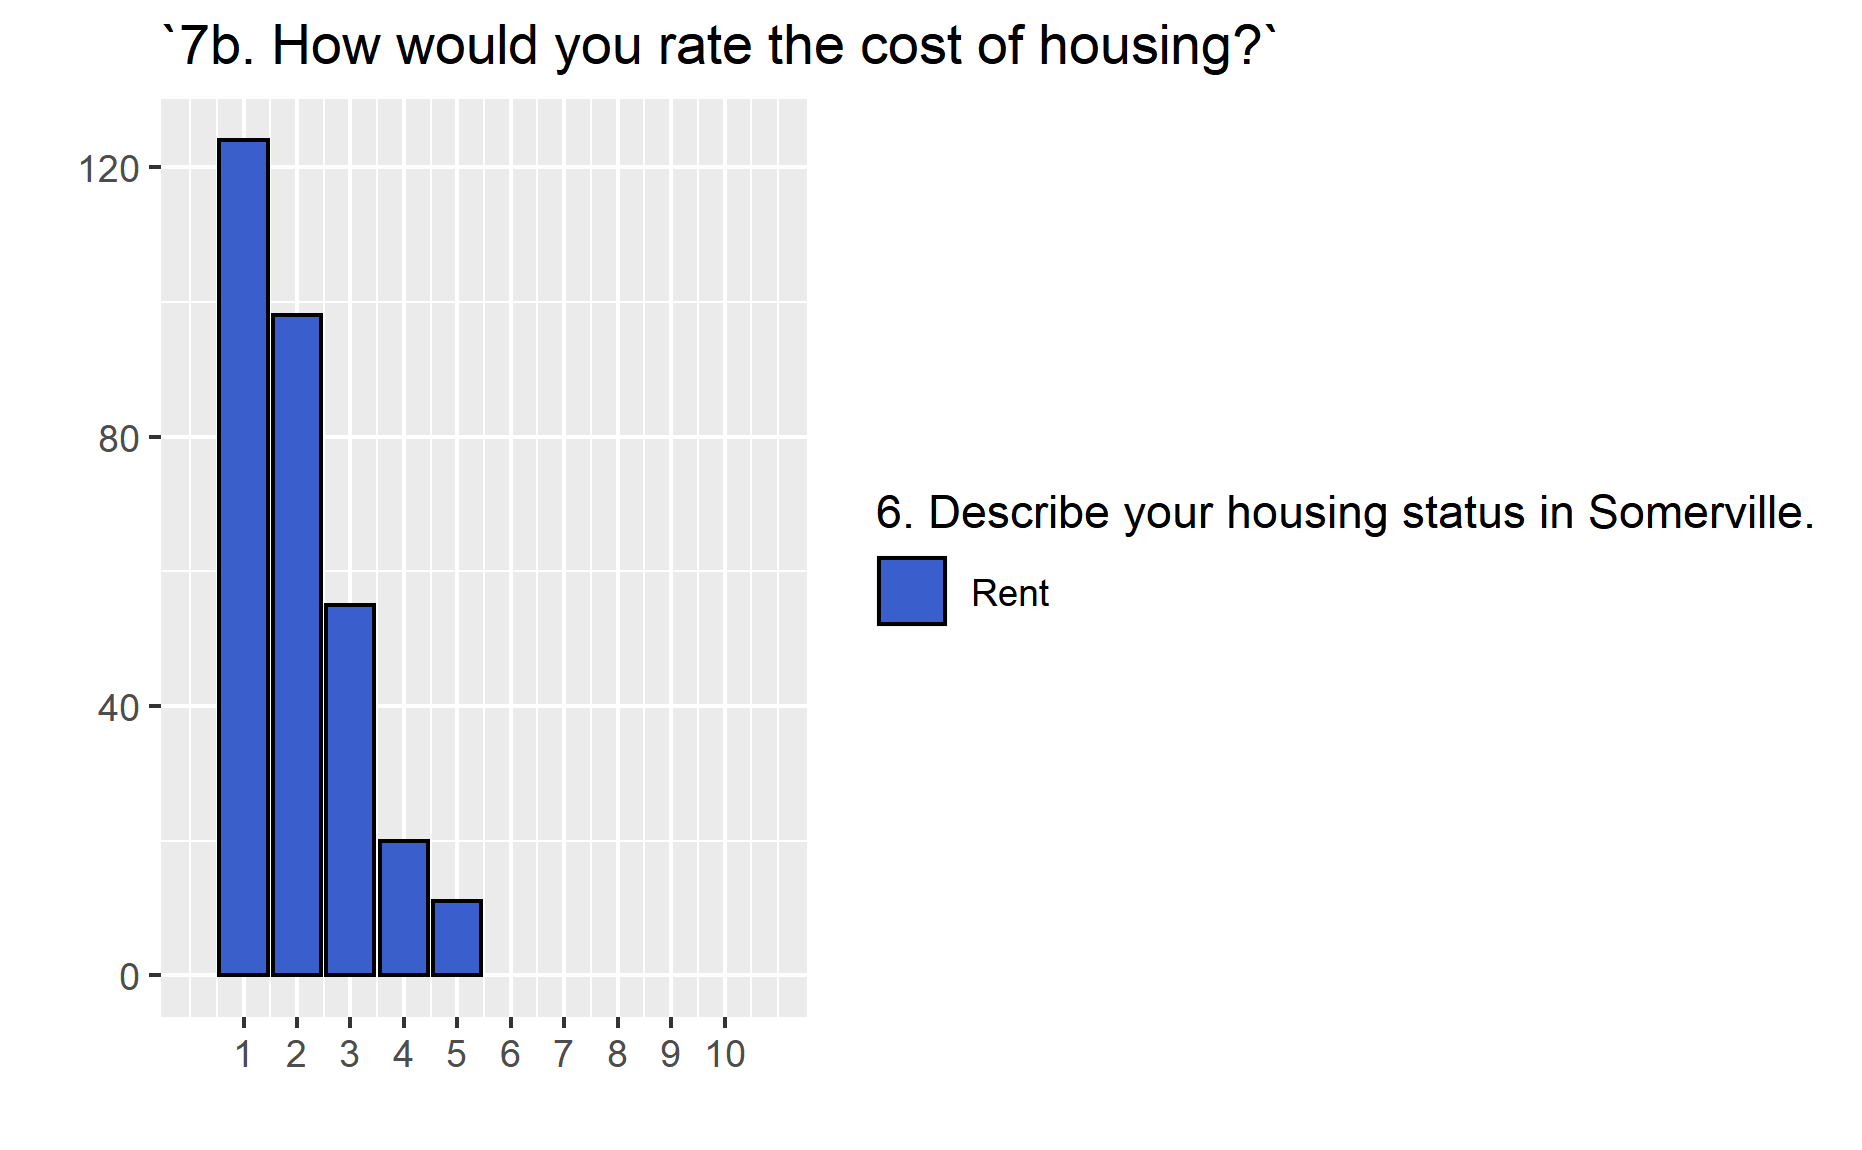 `7b. How would you rate the cost of housing?`
120
80
40
0
1 2 3 4 5 6 7 8 9 10
6. Describe your housing status in Somerville.
Rent